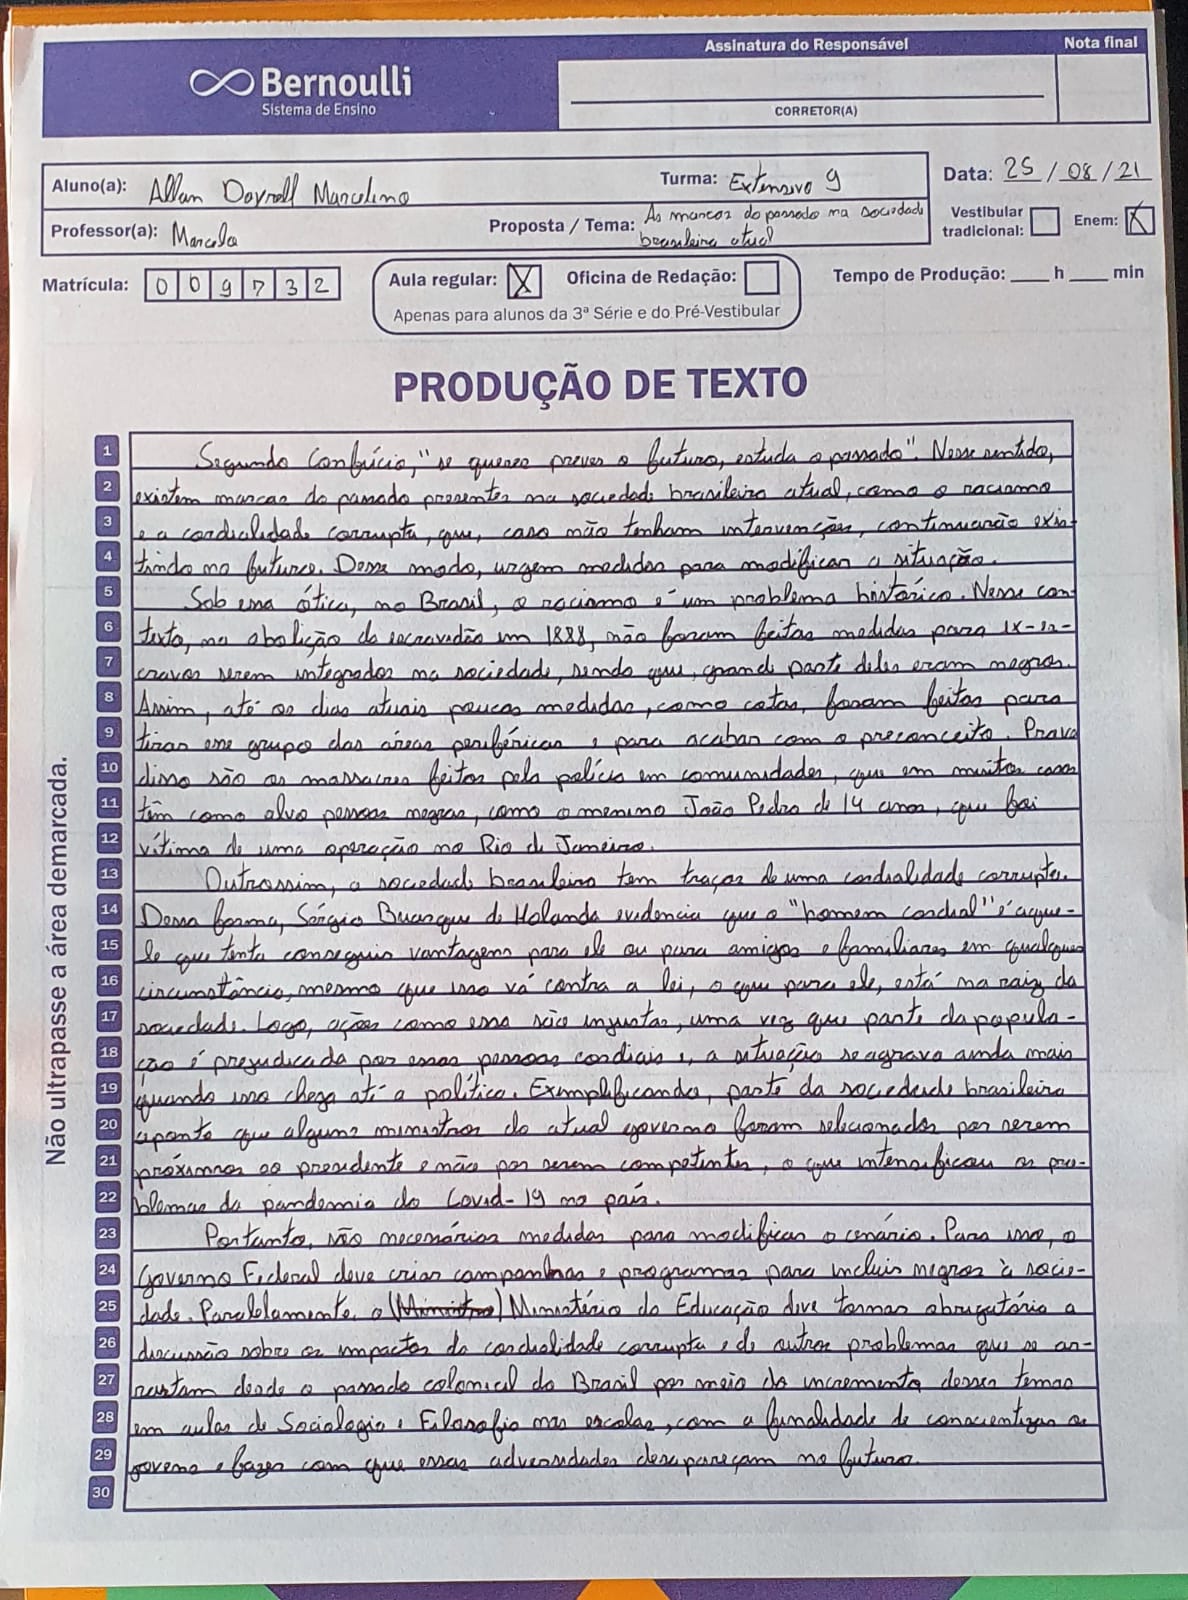 Assinatura do Responsável
Nota final
Bernoulli
Sistema de Ensino
CORRETOR(A)
Aluno(a): Allan Dayrell Marcelino
Turma: Extensivo 9
Data: 25 / 08 / 21
Professor(a): Marcela
Proposta / Tema: As marcas do passado na sociedade
brasileira atual
Vestibular
tradicional:
Enem: X
Matrícula: 0 0 9 7 3 2
Aula regular: X Oficina de Redação:
Apenas para alunos da 3ª Série e do Pré-Vestibular
Tempo de Produção: ____ h ____ min
PRODUÇÃO DE TEXTO
Não ultrapasse a área demarcada.
1 Segundo Confúcio, "se queres prever o futuro, estuda o passado". Nesse sentido,
2 existem marcas do passado presentes na sociedade brasileira atual, como o racismo
3 e a cordialidade corrupta, que, caso não tenham intervenções, continuarão exis-
4 tindo no futuro. Desse modo, urgem medidas para modificar a situação.
5 Sob essa ótica, no Brasil, o racismo é um problema histórico. Nesse con-
6 texto, na abolição da escravidão em 1888, não foram feitas medidas para ex-es-
7 cravos serem integrados na sociedade, sendo que, grande parte deles eram negros.
8 Assim, até os dias atuais poucas medidas, como cotas, foram feitas para
9 tirar esse grupo das áreas periféricas e para acabar com o preconceito. Prova
10 disso são os massacres feitos pela polícia em comunidades, que em muitos casos
11 têm como alvo pessoas negras, como o menino João Pedro de 14 anos, que foi
12 vítima de uma operação no Rio de Janeiro.
13 Outrossim, a sociedade brasileira tem traços de uma cordialidade corrupta.
14 Dessa forma, Sérgio Buarque de Holanda evidencia que o "homem cordial" é aque-
15 le que tenta conseguir vantagens para ele ou para amigos e familiares em qualquer
16 circunstância, mesmo que isso vá contra a lei, o que para ele, está na raiz da
17 sociedade. Logo, ações como essa são injustas, uma vez que parte da popula-
18 ção é prejudicada por essas pessoas cordiais e, a situação se agrava ainda mais
19 quando isso chega até a política. Exemplificando, parte da sociedade brasileira
20 aponta que alguns ministros do atual governo foram selecionados por serem
21 próximos ao presidente e não por serem competentes, o que intensificou os pro-
22 blemas da pandemia do Covid-19 no país.
23 Portanto, são necessárias medidas para modificar o cenário. Para isso, o
24 Governo Federal deve criar campanhas e programas para incluir negros à socie-
25 dade. Paralelamente, o (Ministro) Ministério da Educação deve tornar obrigatória a
26 discussão sobre os impactos da cordialidade corrupta e de outros problemas que se ar-
27 rastam desde o passado colonial do Brasil por meio do incremento desses temas
28 em aulas de Sociologia e Filosofia nas escolas, com a finalidade de conscientizar os
29 jovens e fazer com que essas adversidades desapareçam no futuro.
30